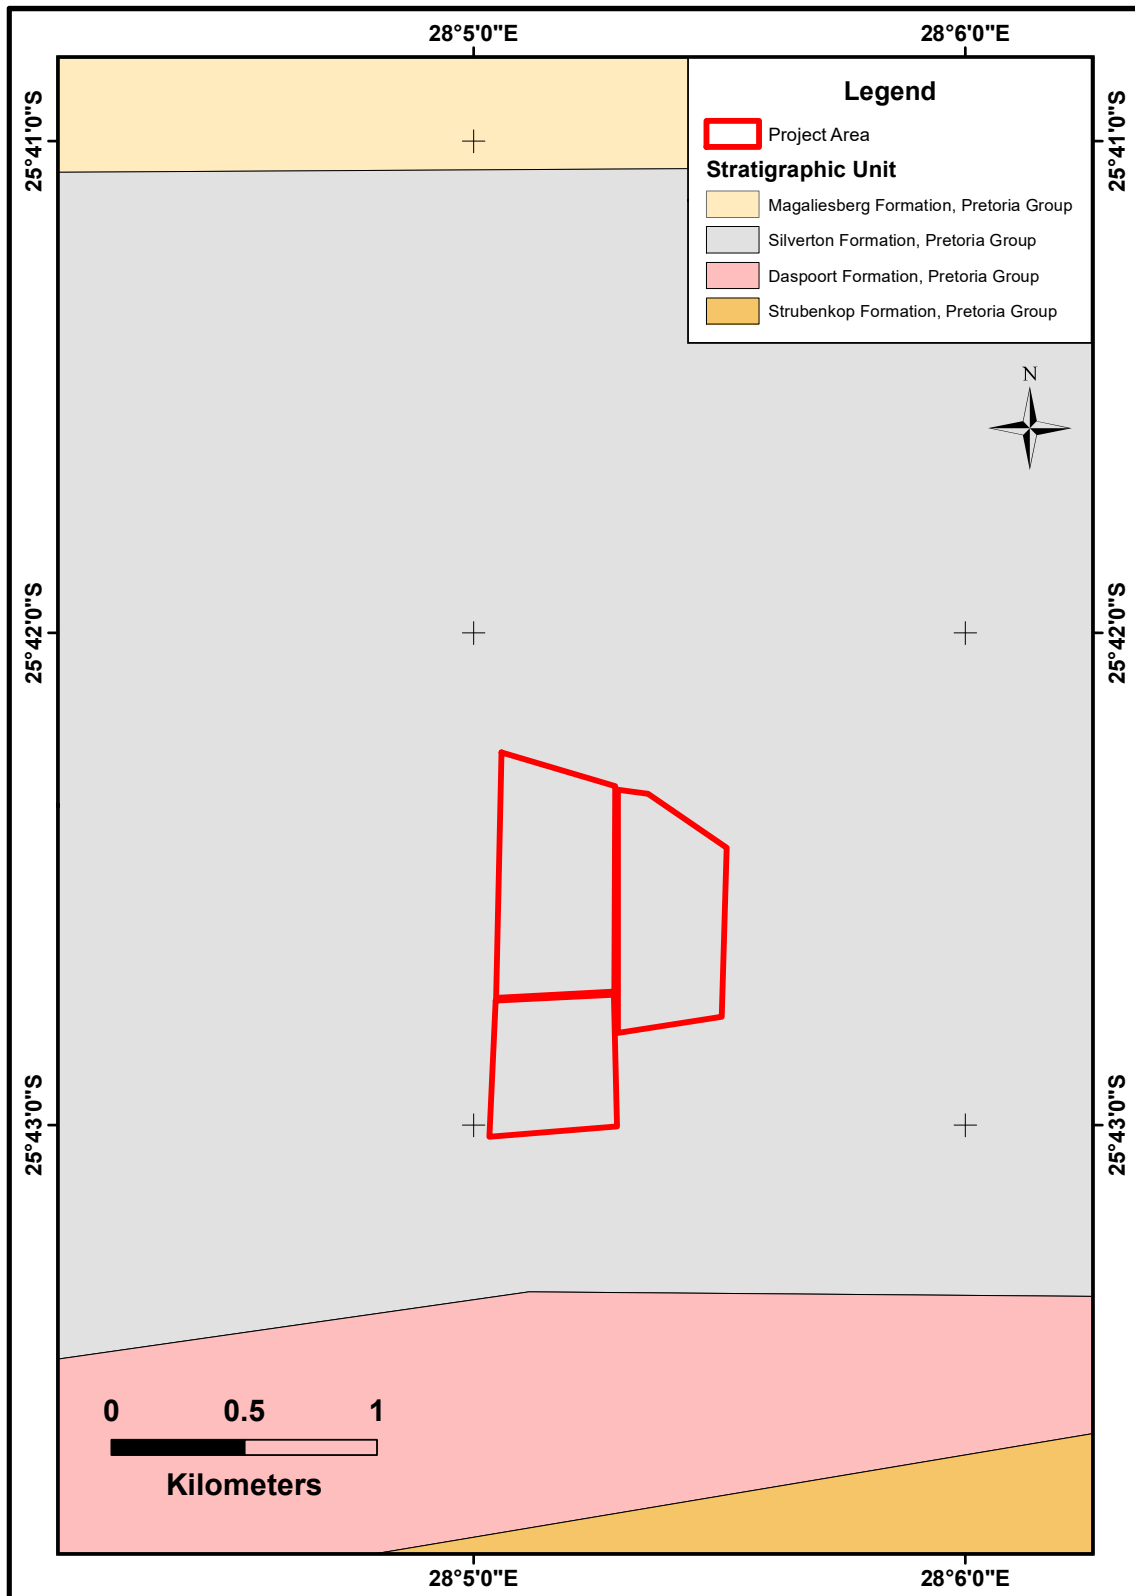 28°5'0"E 28°6'0"E
Legend
25°41'0"S
25°41'0"S
Project Area
Stratigraphic Unit
Magaliesberg Formation, Pretoria Group
Silverton Formation, Pretoria Group
Daspoort Formation, Pretoria Group
Strubenkop Formation, Pretoria Group
N
25°42'0"S
25°42'0"S
25°43'0"S
25°43'0"S
0 0.5 1
Kilometers
28°5'0"E 28°6'0"E